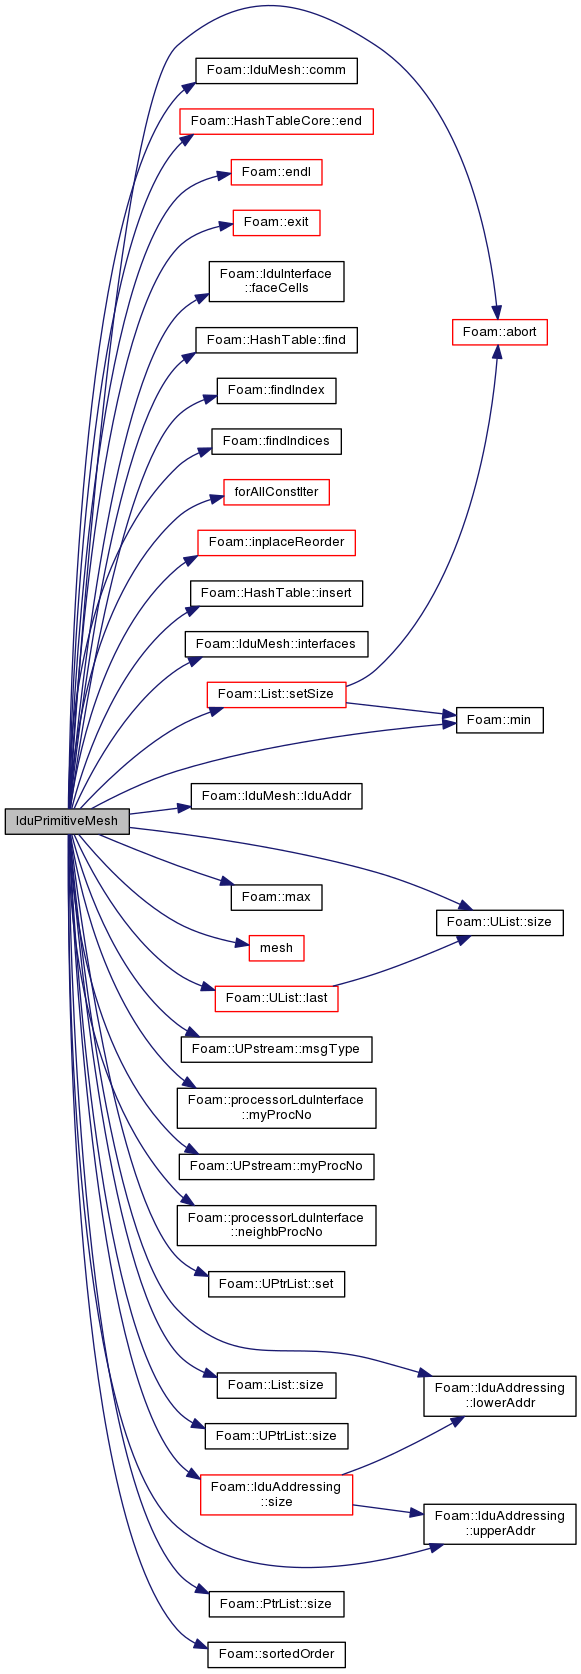 Foam::lduMesh::comm
Foam::HashTableCore::end
Foam::endl
Foam::exit
Foam::lduInterface
::faceCells
Foam::abort
Foam::HashTable::find
Foam::findIndex
Foam::findIndices
forAllConstIter
Foam::inplaceReorder
Foam::HashTable::insert
Foam::lduMesh::interfaces
Foam::List::setSize
Foam::min
Foam::lduMesh::lduAddr
lduPrimitiveMesh
Foam::max
Foam::UList::size
mesh
Foam::UList::last
Foam::UPstream::msgType
Foam::processorLduInterface
::myProcNo
Foam::UPstream::myProcNo
Foam::processorLduInterface
::neighbProcNo
Foam::UPtrList::set
Foam::List::size
Foam::lduAddressing
::lowerAddr
Foam::UPtrList::size
Foam::lduAddressing
::size
Foam::lduAddressing
::upperAddr
Foam::PtrList::size
Foam::sortedOrder